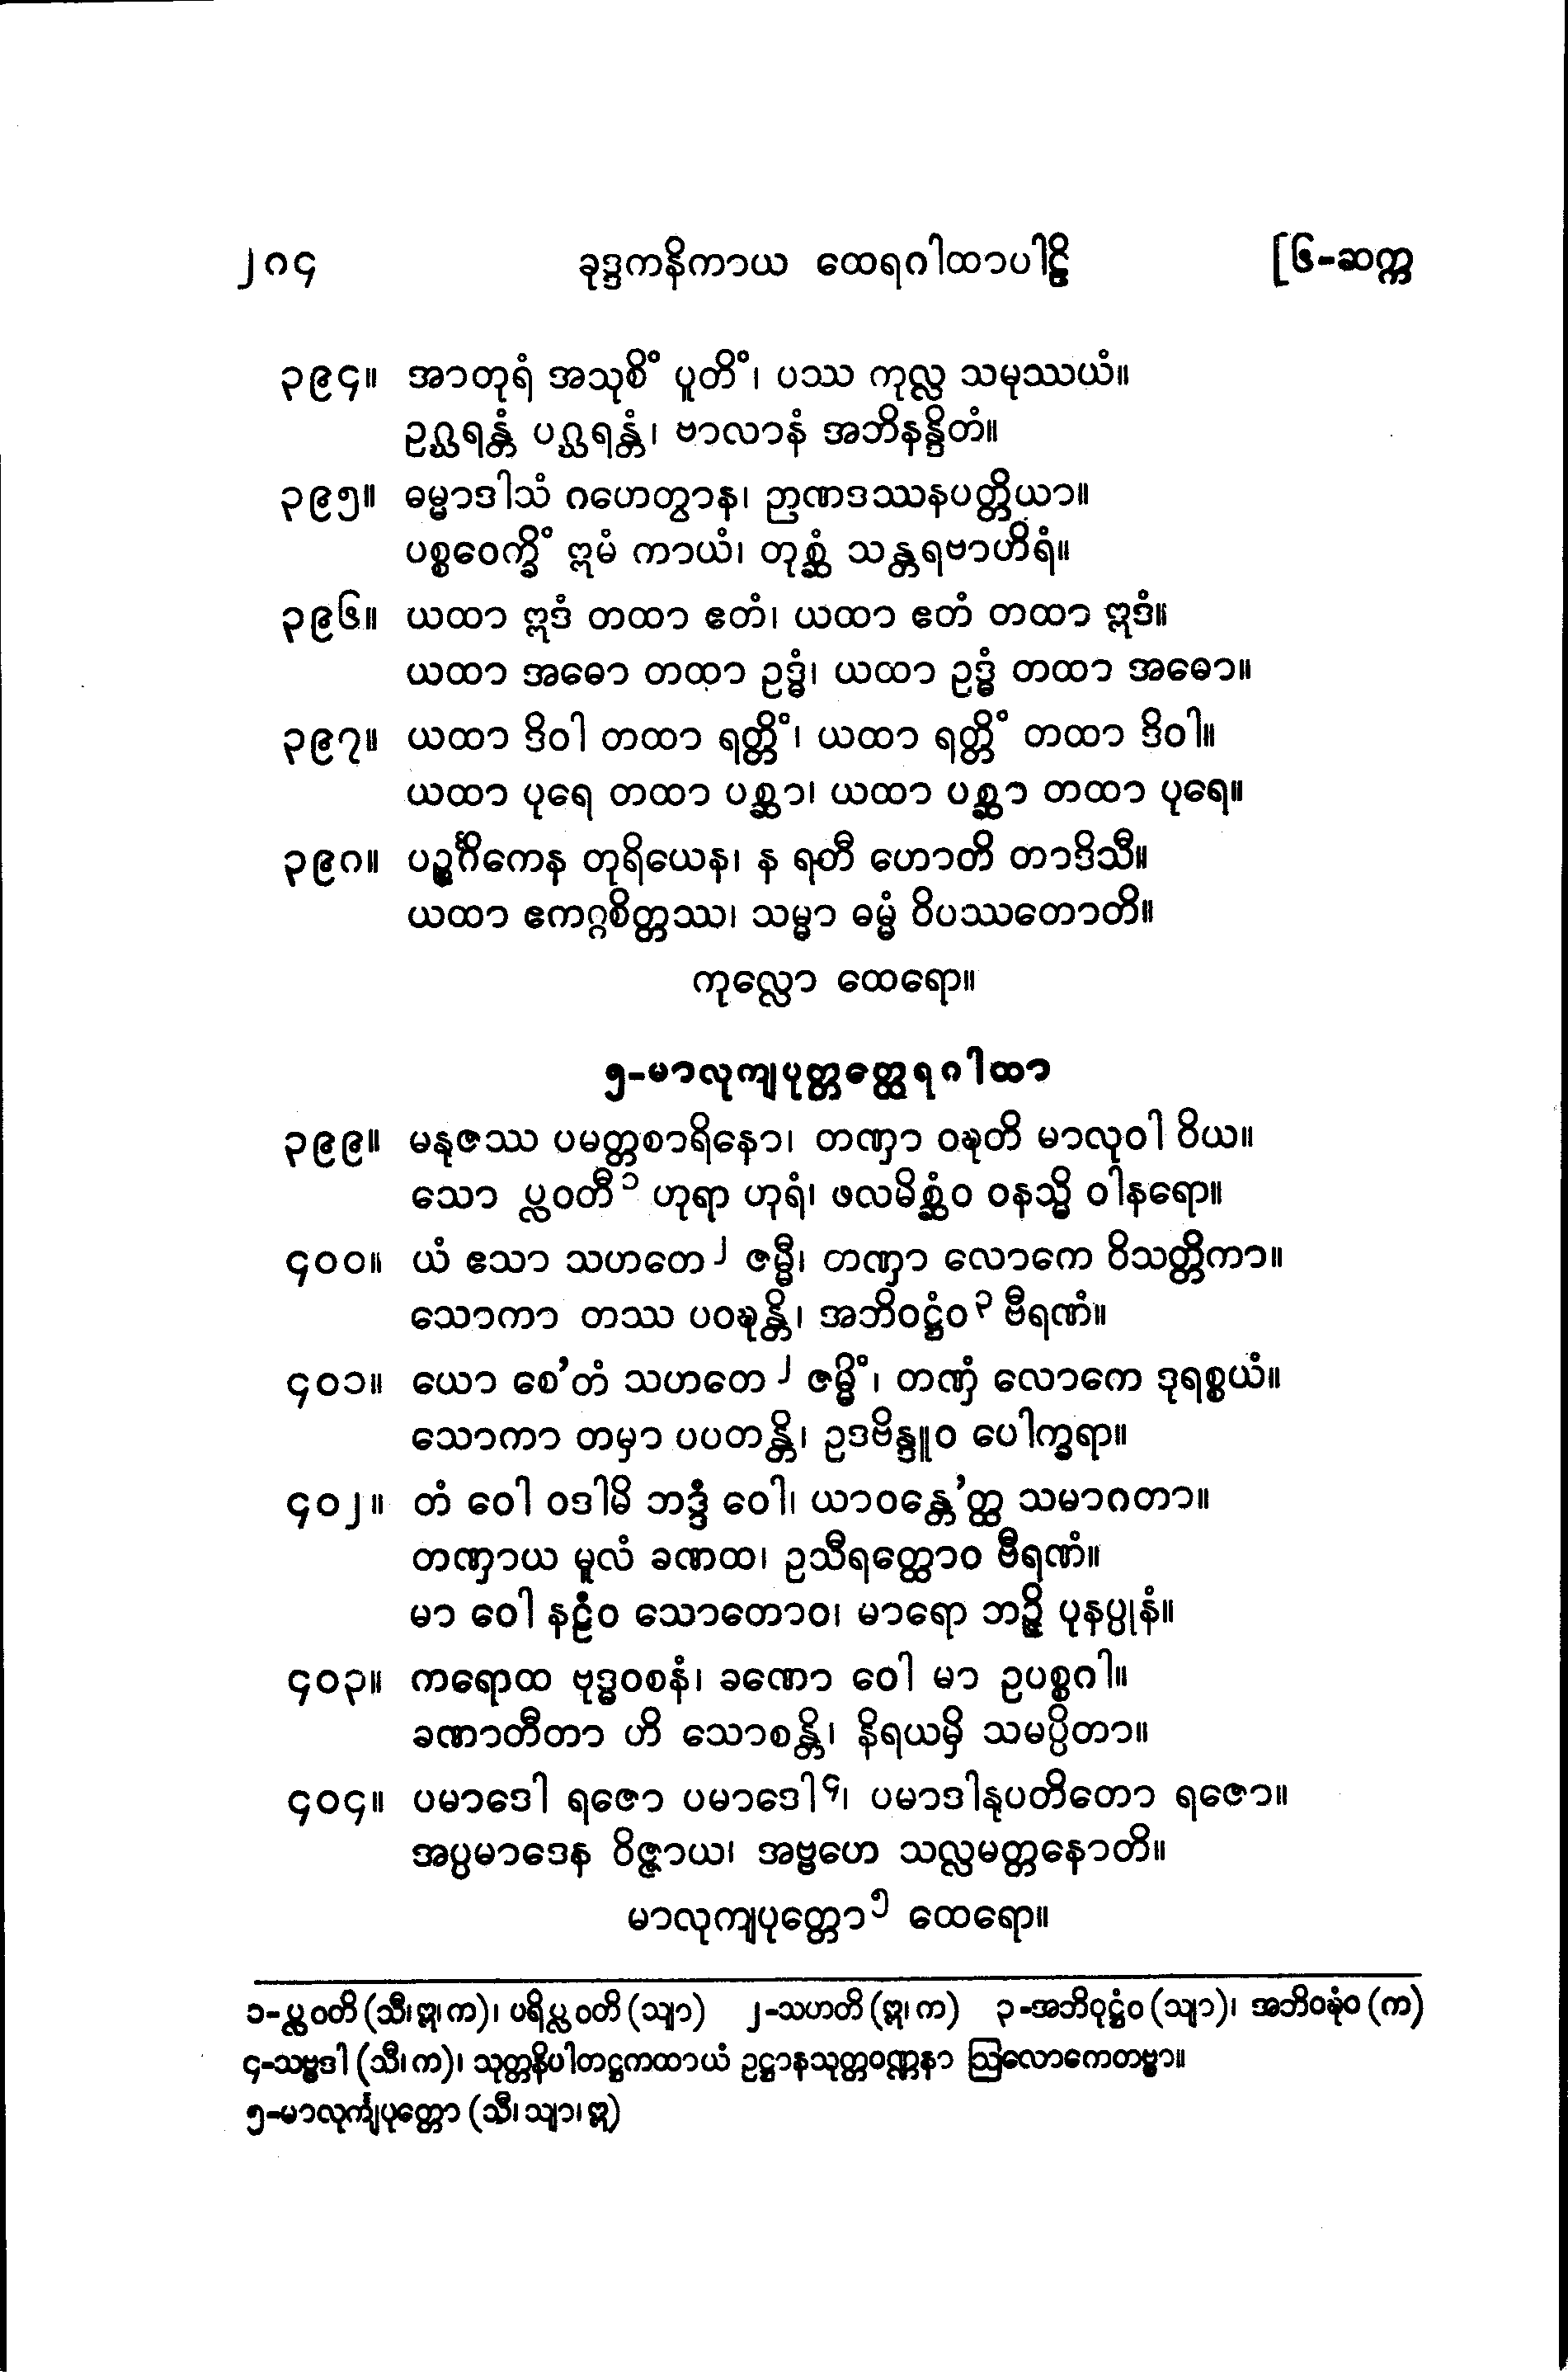 ၂၈၄ ခုဒ္ဒကနိကာယ ထေရဂါထာပါဠိ [၆-ဆက္က
၃၉၄။ အာတုရံ အသုစိံ ပူတိံ၊ ပဿ ကုလ္လ သမုဿယံ။
ဥဂ္ဃရန္တံ ပဂ္ဃရန္တံ၊ ဗာလာနံ အဘိနန္ဒိတံ။
၃၉၅။ ဓမ္မာဒါသံ ဂဟေတွာန၊ ဉာဏဒဿနပတ္တိယာ။
ပစ္စဝေက္ခိံ ဣမံ ကာယံ၊ တုစ္ဆံ သန္တရဗာဟိရံ။
၃၉၆။ ယထာ ဣဒံ တထာ ဧတံ၊ ယထာ ဧတံ တထာ ဣဒံ။
ယထာ အဓော တထာ ဥဒ္ဓံ၊ ယထာ ဥဒ္ဓံ တထာ အဓော။
၃၉၇။ ယထာ ဒိဝါ တထာ ရတ္တိံ၊ ယထာ ရတ္တိံ တထာ ဒိဝါ။
ယထာ ပုရေ တထာ ပစ္ဆာ၊ ယထာ ပစ္ဆာ တထာ ပုရေ။
၃၉၈။ ပဉ္စင်္ဂိကေန တုရိယေန၊ န ရတီ ဟောတိ တာဒိသီ။
ယထာ ဧကဂ္ဂစိတ္တဿ၊ သမ္မာ ဓမ္မံ ဝိပဿတောတိ။
ကုလ္လော ထေရော။
၅-မာလုကျပုတ္တတ္ထေရဂါထာ
၃၉၉။ မနုဇဿ ပမတ္တစာရိနော၊ တဏှာ ဝဍ္ဎတိ မာလုဝါ ဝိယ။
သော ပ္လဝတီ၁ ဟုရာ ဟုရံ၊ ဖလမိစ္ဆံဝ ဝနသ္မိ ဝါနရော။
၄၀၀။ ယံ ဧသာ သဟတေ၂ ဇမ္မီ၊ တဏှာ လောကေ ဝိသတ္တိကာ။
သောကာ တဿ ပဝဍ္ဎန္တိ၊ အဘိဝဋ္ဌံဝ၃ ဗီရဏံ။
၄၀၁။ ယော စေ’တံ သဟတေ၂ ဇမ္မိံ၊ တဏှံ လောကေ ဒုရစ္စယံ။
သောကာ တမှာ ပပတန္တိ၊ ဥဒဗိန္ဒူဝ ပေါက္ခရာ။
၄၀၂။ တံ ဝေါ ဝဒါမိ ဘဒ္ဒံ ဝေါ၊ ယာဝန္တေ’တ္ထ သမာဂတာ။
တဏှာယ မူလံ ခဏထ၊ ဥသီရတ္ထောဝ ဗီရဏံ။
မာ ဝေါ နဠံဝ သောတောဝ၊ မာရော ဘဉ္ဇိ ပုနပ္ပုနံ။
၄၀၃။ ကရောထ ဗုဒ္ဓဝစနံ၊ ခဏော ဝေါ မာ ဥပစ္စဂါ။
ခဏာတီတာ ဟိ သောစန္တိ၊ နိရယမှိ သမပ္ပိတာ။
၄၀၄။ ပမာဒေါ ရဇော ပမာဒေါ၄၊ ပမာဒါနုပတိတော ရဇော။
အပ္ပမာဒေန ဝိဇ္ဇာယ၊ အဗ္ဗဟေ သလ္လမတ္တနောတိ။
မာလုကျပုတ္တော၅ ထေရော။
၁-ပ္လဝတိ (သီ၊ ဣ၊ က)၊ ပရိပ္လဝတိ (သျာ) ၂-သဟတိ (ဣ၊ က) ၃-အဘိဝုဋ္ဌံဝ (သျာ)၊ အဘိဝဍ္ဎံဝ (က)
၄-သဗ္ဗဒါ (သီ၊ က)၊ သုတ္တနိပါတဋ္ဌကထာယံ ဥဋ္ဌာနသုတ္တဝဏ္ဏနာ ဩလောကေတဗ္ဗာ။
၅-မာလုင်္ကျပုတ္တော (သီ၊ သျာ၊ ဣ)